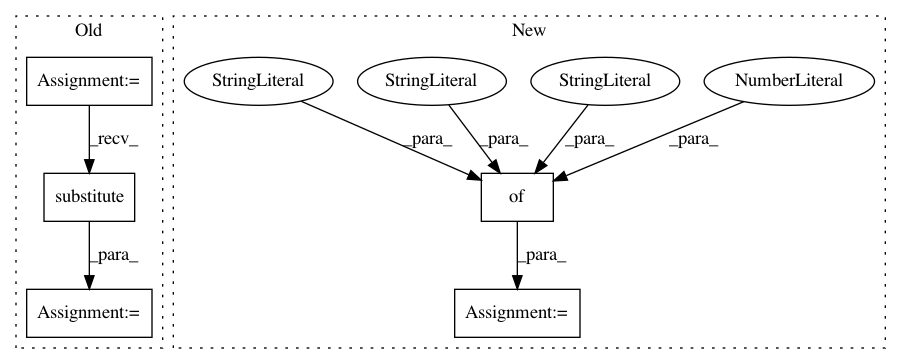 Old
New
Assignment:=
StringLiteral
StringLiteral
StringLiteral
NumberLiteral
_recv_
_para_
_para_
_para_
_para_
substitute
of
_para_
_para_
Assignment:=
Assignment:=